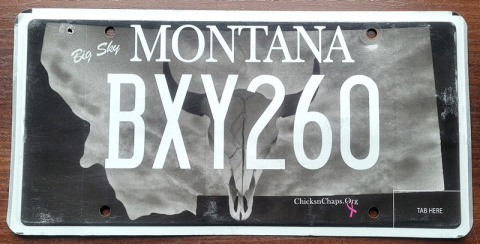 Big Sky MONTANA
BXY260
ChicksnChaps.Org
TAB HERE